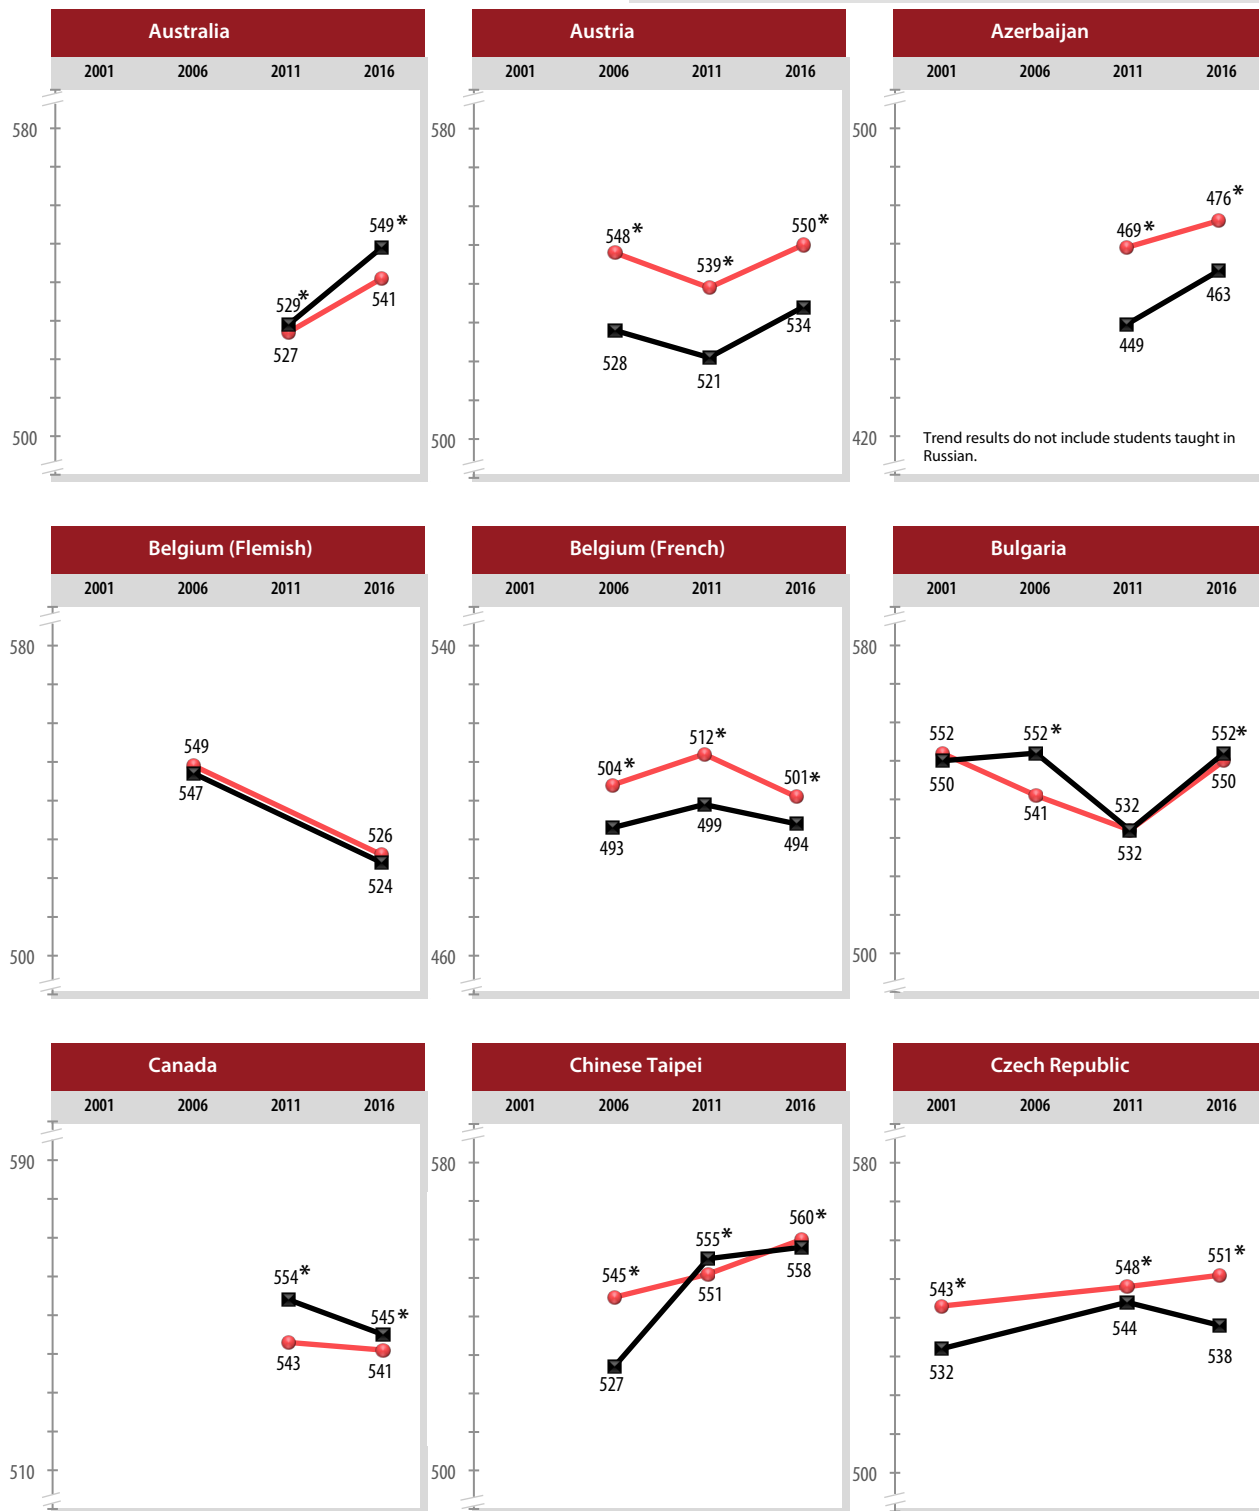 Australia
2001 2006 2011 2016
580
549*
529*
541
527
500
Austria
2001 2006 2011 2016
580
548*
550*
539*
534
528
521
500
Azerbaijan
2001 2006 2011 2016
500
476*
469*
463
449
420
Trend results do not include students taught in
Russian.
Belgium (Flemish)
2001 2006 2011 2016
580
549
547
526
524
500
Belgium (French)
2001 2006 2011 2016
540
512*
504*
501*
499
493
494
460
Bulgaria
2001 2006 2011 2016
580
552 552* 552*
550 550
541
532
532
500
Canada
2001 2006 2011 2016
590
554*
545*
543
541
510
Chinese Taipei
2001 2006 2011 2016
580
560*
555*
558
545*
551
527
500
Czech Republic
2001 2006 2011 2016
580
551*
548*
543*
544
538
532
500